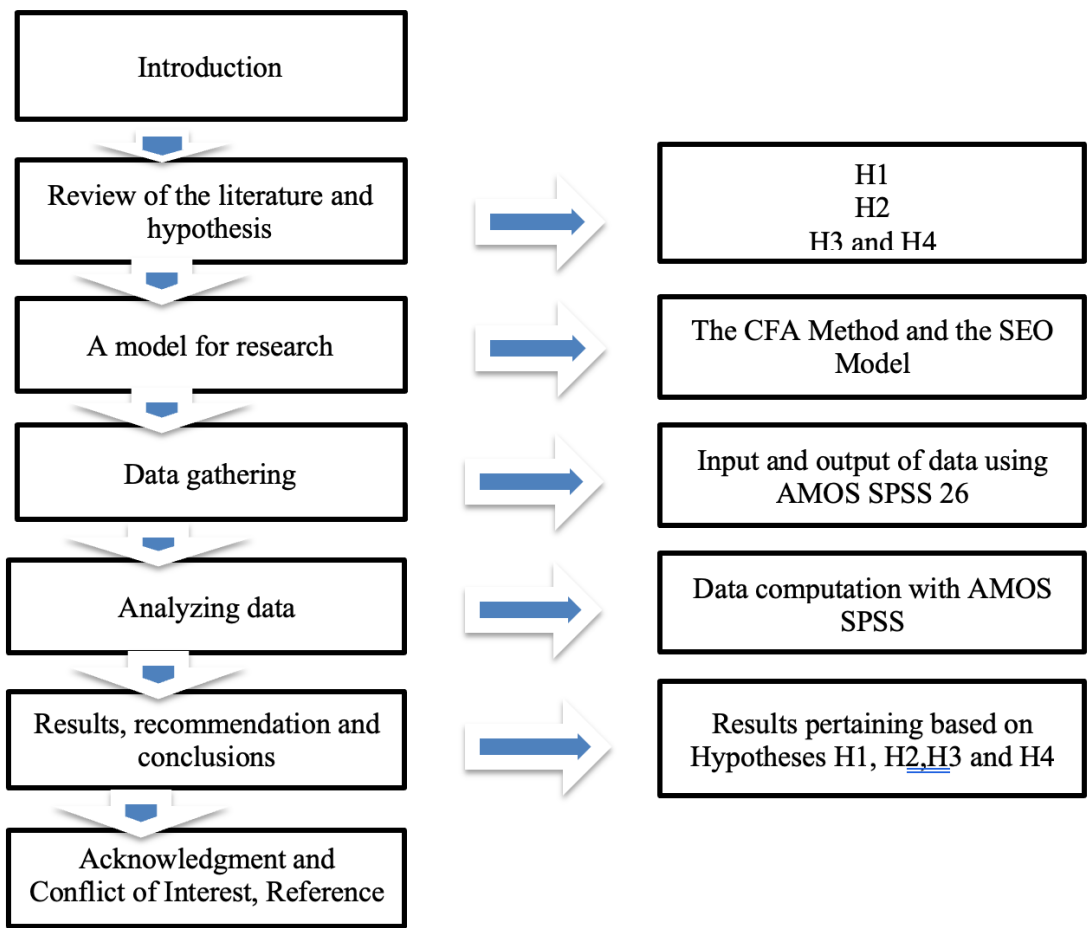 Introduction
Review of the literature and
hypothesis
H1
H2
H3 and H4
A model for research
The CFA Method and the SEO
Model
Data gathering
Input and output of data using
AMOS SPSS 26
Analyzing data
Data computation with AMOS
SPSS
Results, recommendation and
conclusions
Results pertaining based on
Hypotheses H1, H2,H3 and H4
Acknowledgment and
Conflict of Interest, Reference